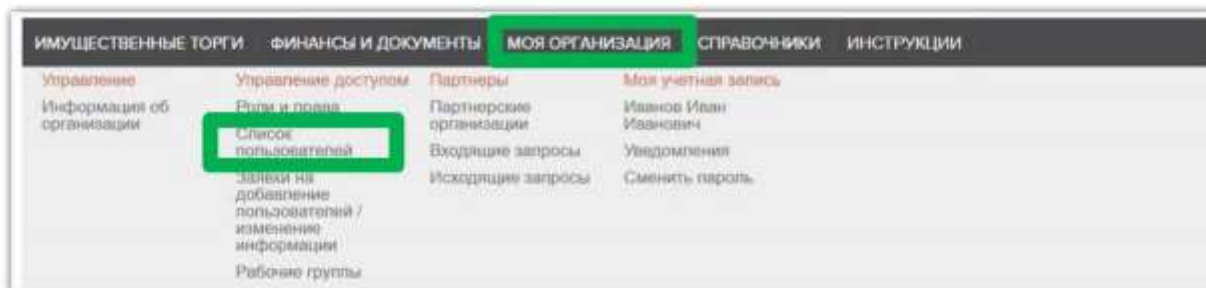 ИМУЩЕСТВЕННЫЕ ТОРГИ ФИНАНСЫ И ДОКУМЕНТЫ МОЯ ОРГАНИЗАЦИЯ СПРАВОЧНИКИ ИНСТРУКЦИИ
Управление
Информация об
организации
Управление доступом
Роли и права
Список
пользователей
Заявки на
добавление
пользователей /
изменение
информации
Рабочие группы
Партнеры
Партнерские
организации
Входящие запросы
Исходящие запросы
Моя учетная запись
Иванов Иван
Иванович
Уведомления
Сменить пароль